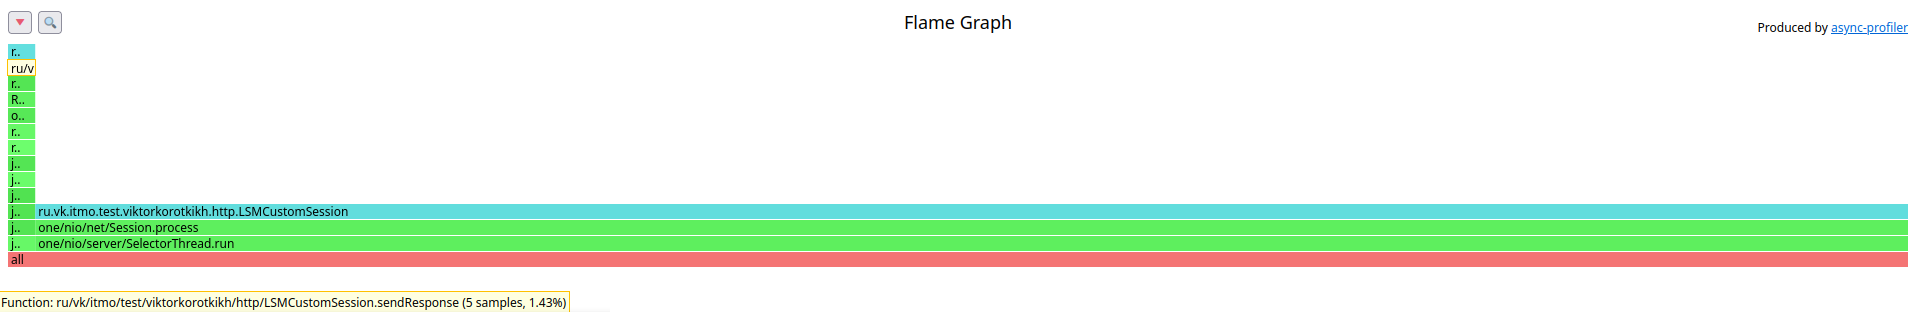 Flame Graph
Produced by async-profiler
r..
ru/v
r..
R..
o..
r..
r..
j..
j..
j..
j.. ru.vk.itmo.test.viktorkorotkikh.http.LSMCustomSession
j.. one/nio/net/Session.process
j.. one/nio/server/SelectorThread.run
all
Function: ru/vk/itmo/test/viktorkorotkikh/http/LSMCustomSession.sendResponse (5 samples, 1.43%)